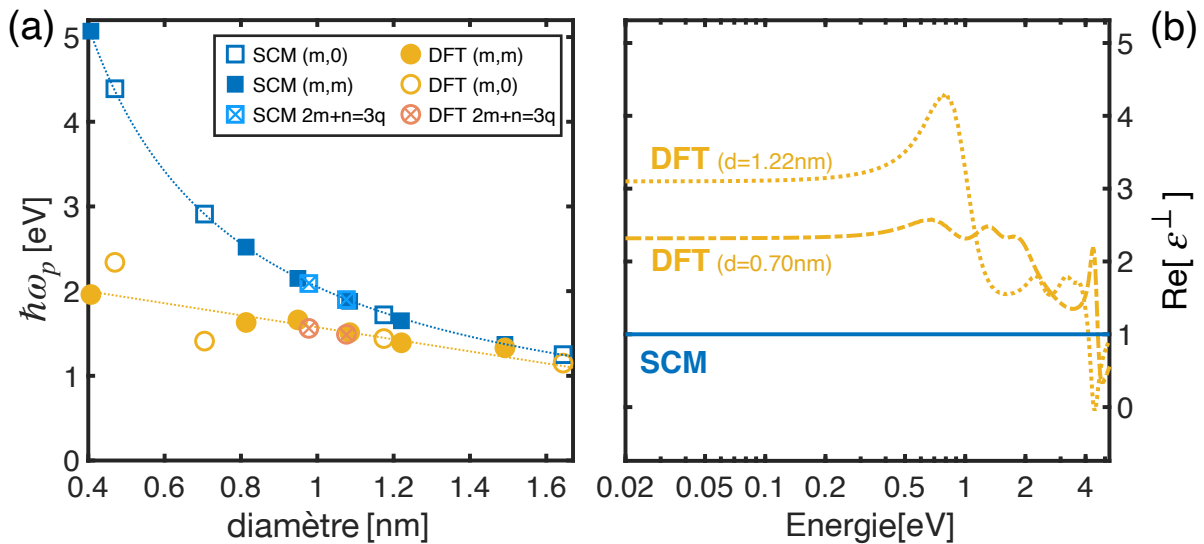 (a)
ℏω_p [eV]
5
4
3
2
1
0
SCM (m,0)
DFT (m,m)
SCM (m,m)
DFT (m,0)
SCM 2m+n=3q
DFT 2m+n=3q
0.4
0.6
0.8
1
1.2
1.4
1.6
diamètre [nm]
(b)
DFT (d=1.22nm)
DFT (d=0.70nm)
SCM
5
4
3
2
1
0
Re[ ε^⊥ ]
0.02
0.05
0.1
0.2
0.5
1
2
4
Energie[eV]